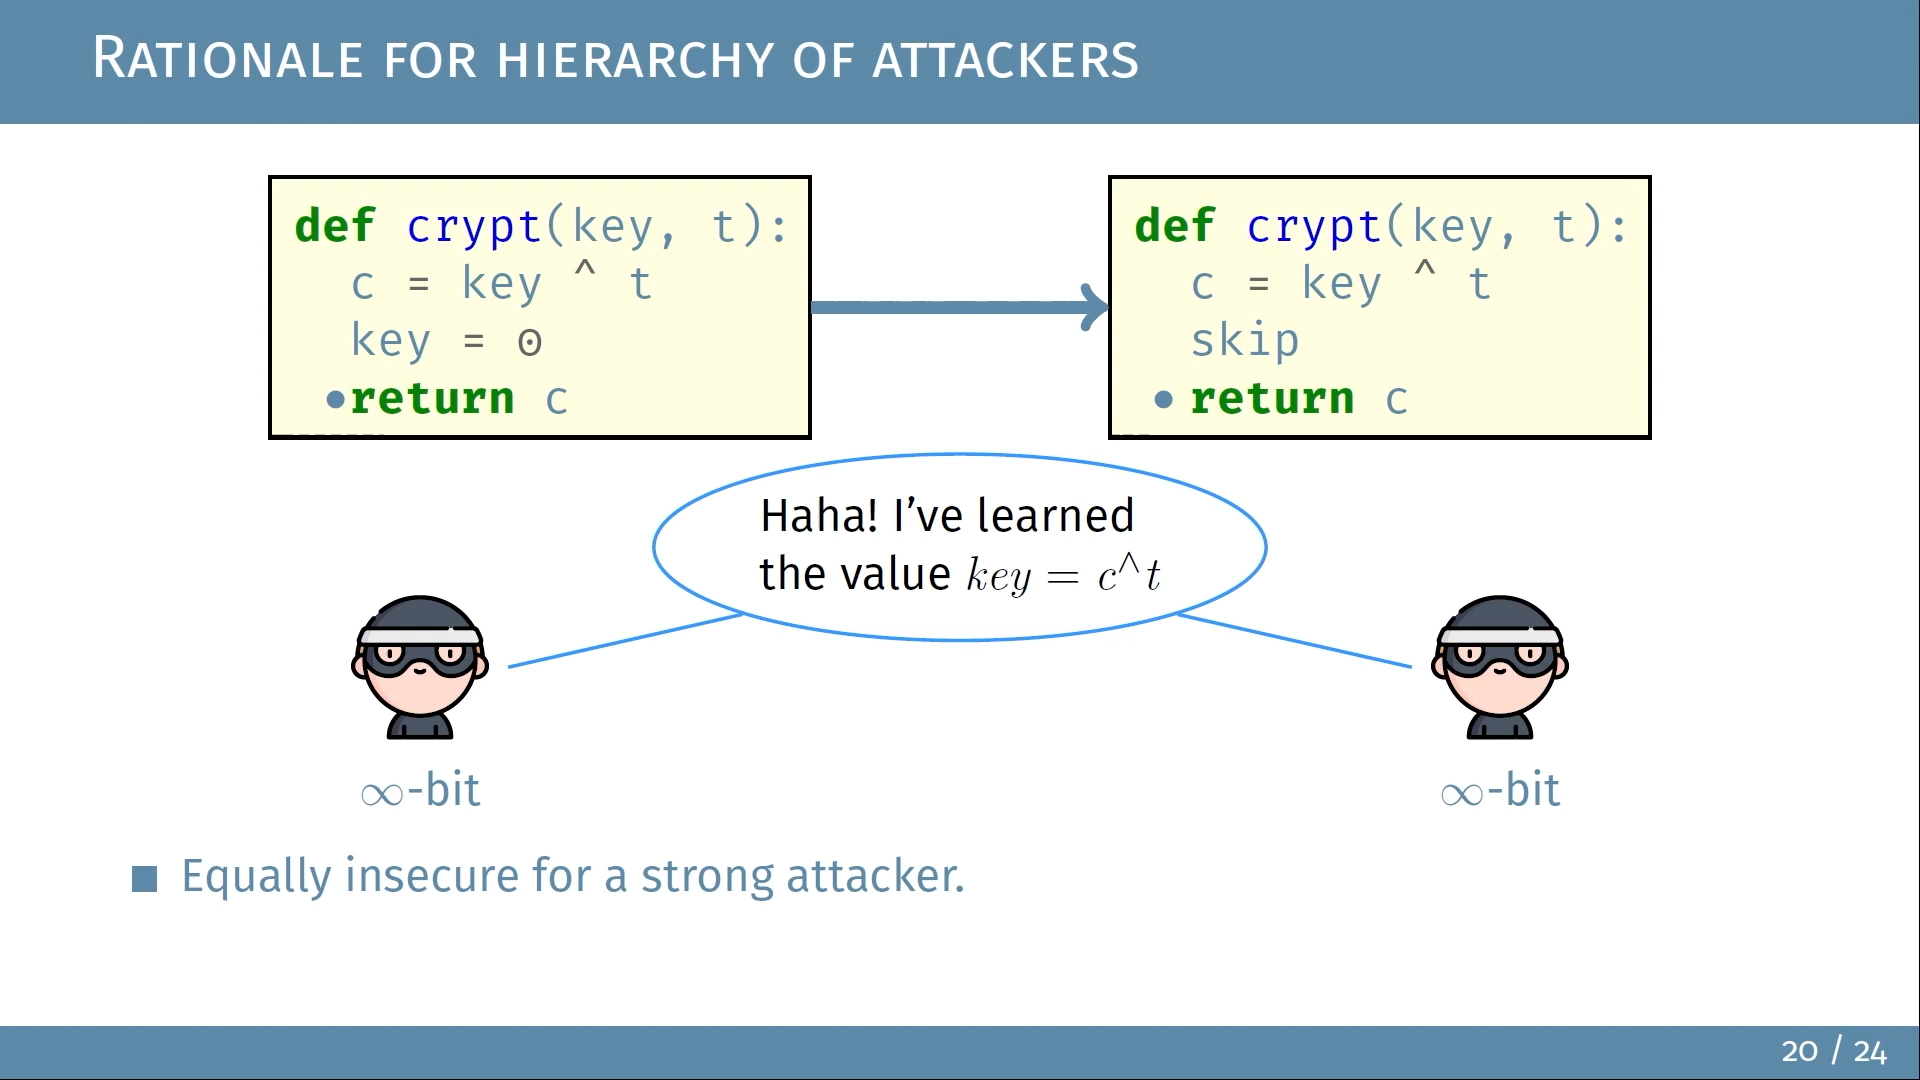 Rationale for hierarchy of attackers
def crypt(key, t):
c = key ^ t
key = 0
•return c
def crypt(key, t):
c = key ^ t
skip
• return c
Haha! I've learned
the value key = c^t
∞-bit
∞-bit
■ Equally insecure for a strong attacker.
20 / 24